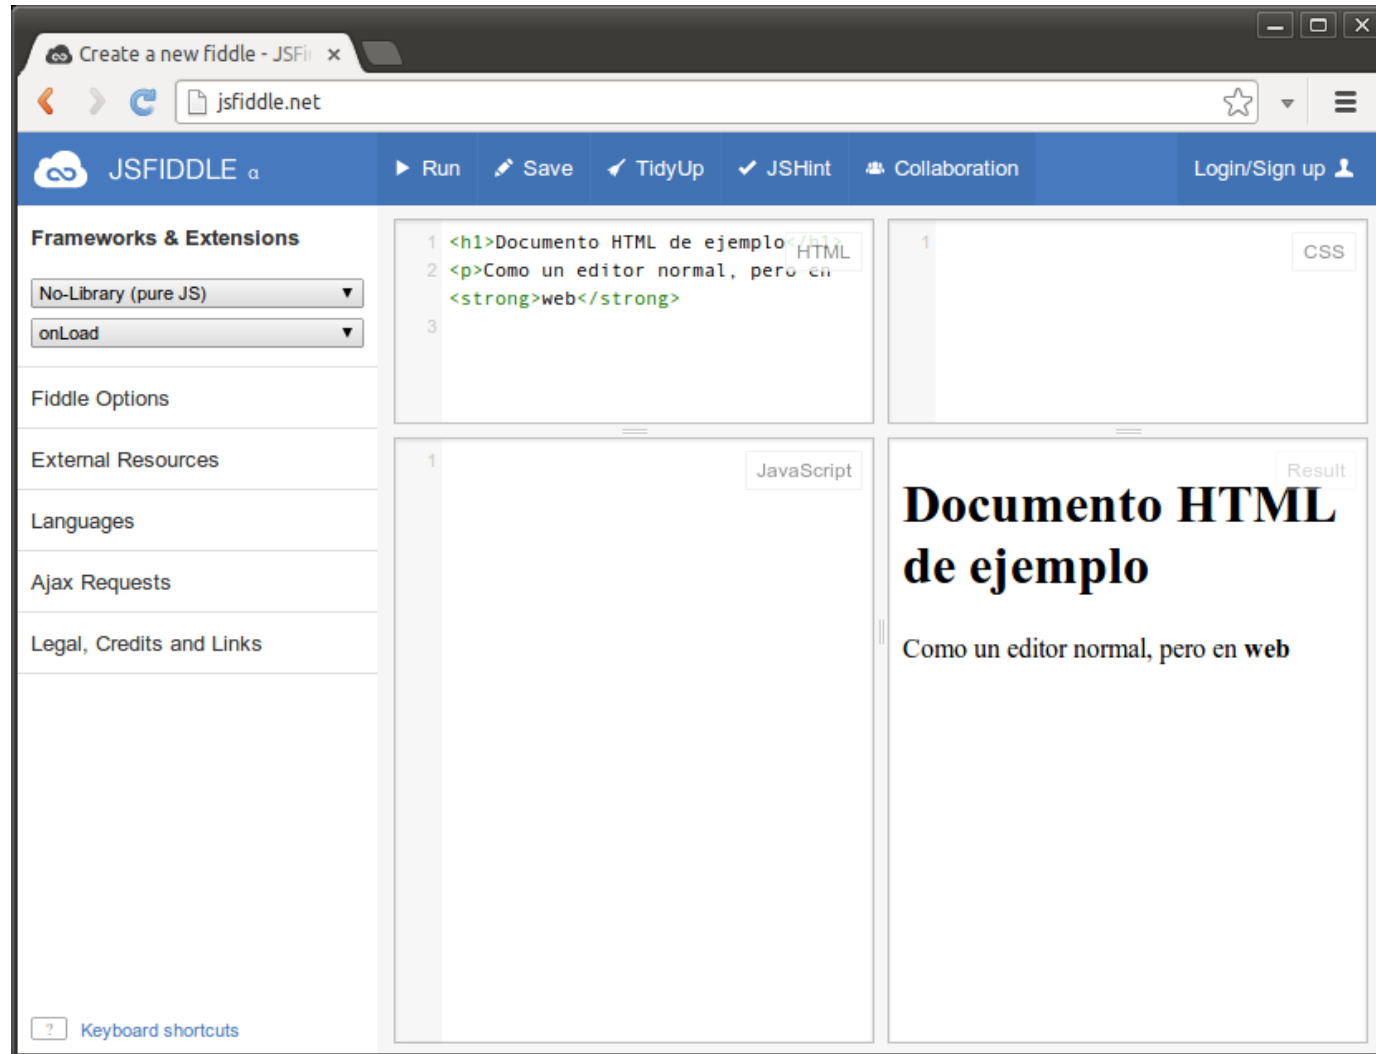 Create a new fiddle - JSFi
jsfiddle.net
JSFIDDLE α
Run
Save
TidyUp
JSHint
Collaboration
Login/Sign up
Frameworks & Extensions
No-Library (pure JS)
onLoad
Fiddle Options
External Resources
Languages
Ajax Requests
Legal, Credits and Links
? Keyboard shortcuts
1 <h1>Documento HTML de ejemplo</h1>
2 <p>Como un editor normal, pero en
<strong>web</strong>
3
HTML
1
CSS
1
JavaScript
Result
Documento HTML
de ejemplo
Como un editor normal, pero en web